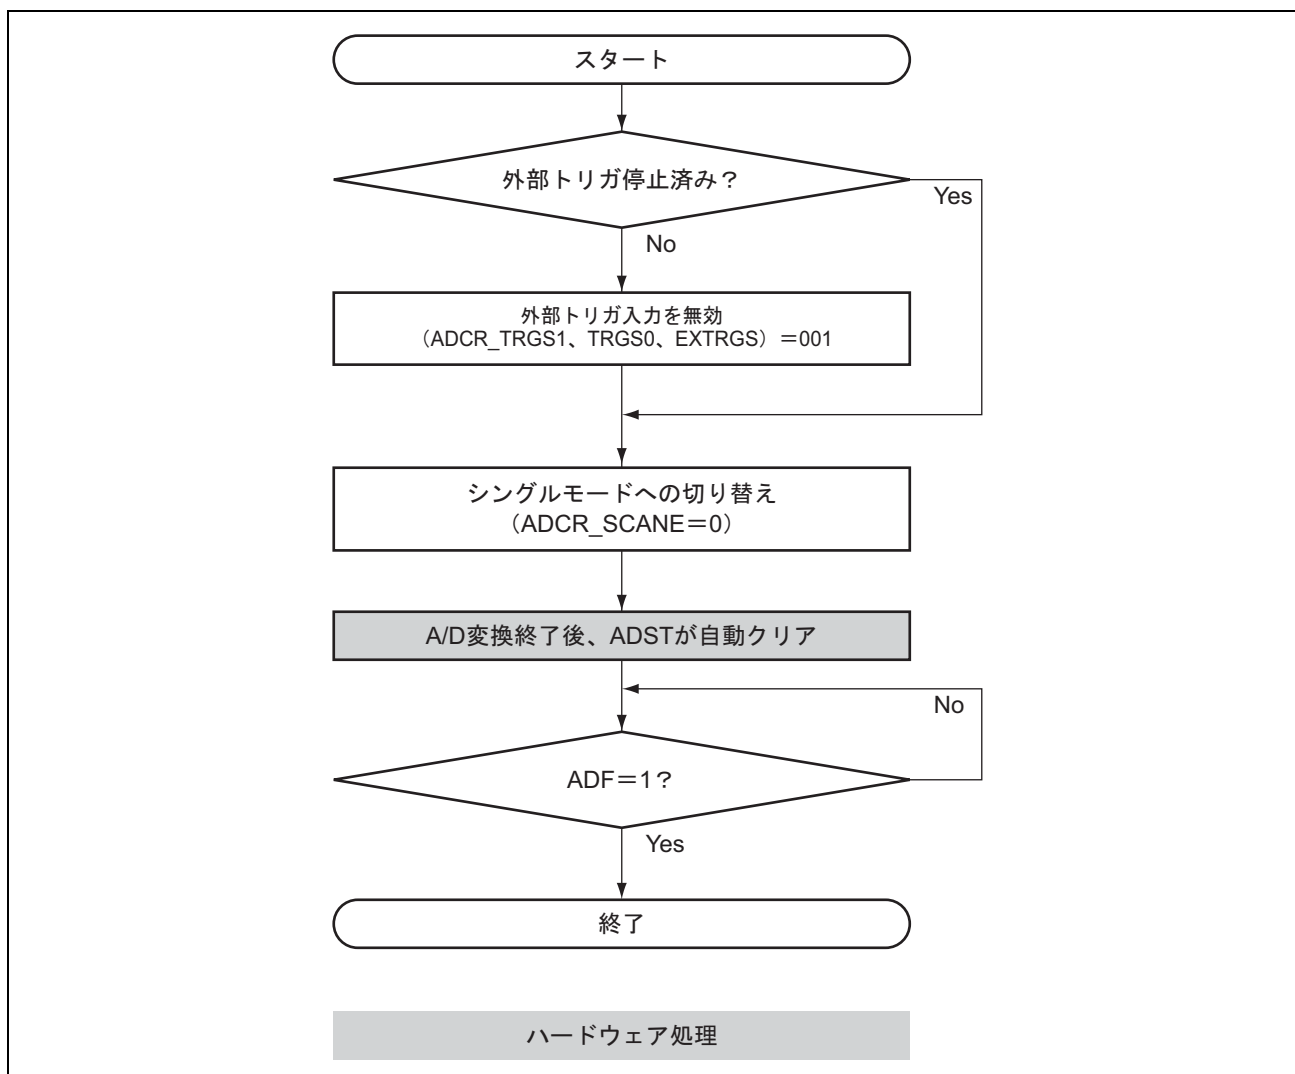 スタート
外部トリガ停止済み？
Yes
No
外部トリガ入力を無効
（ADCR_TRGS1、TRGS0、EXTRGS）＝001
シングルモードへの切り替え
（ADCR_SCANE＝0）
A/D変換終了後、ADSTが自動クリア
No
ADF＝1？
Yes
終了
ハードウェア処理